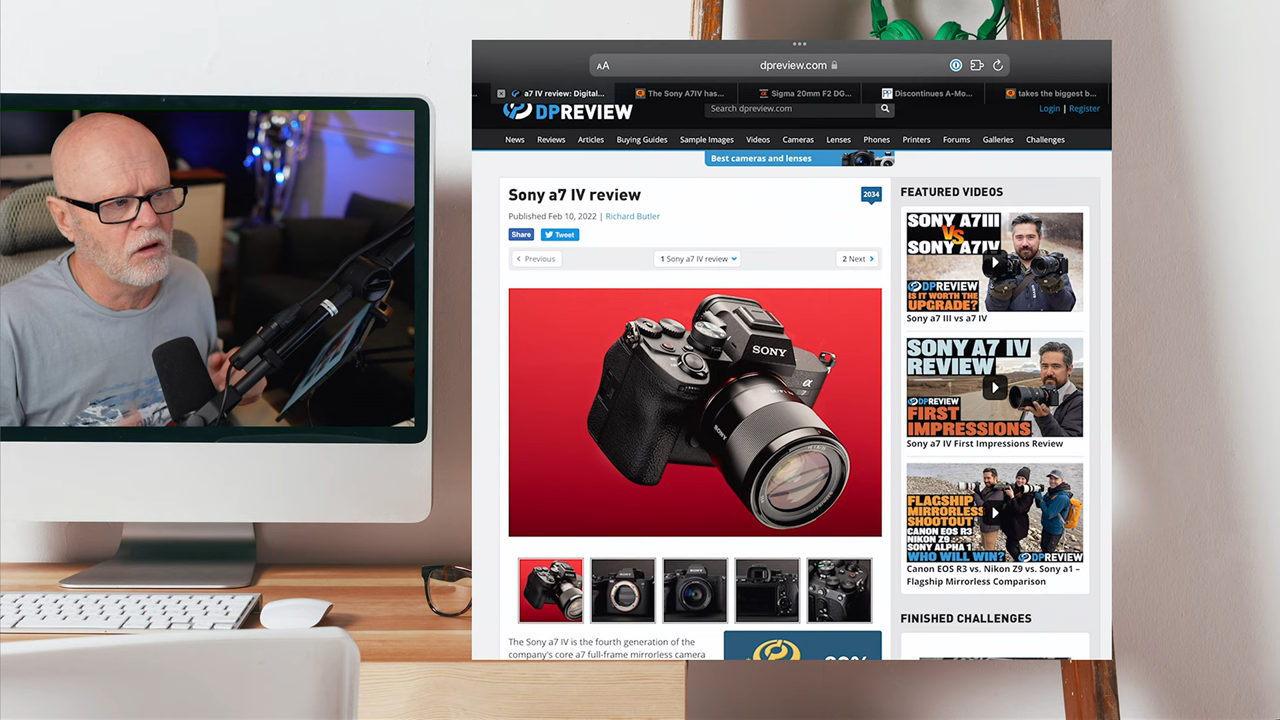 AA
dpreview.com
a7 IV review: Digital...
The Sony A7IV has...
Sigma 20mm F2 DG...
Discontinues A-Mo...
takes the biggest b...
DPREVIEW
Search dpreview.com
Login | Register
News Reviews Articles Buying Guides Sample Images Videos Cameras Lenses Phones Printers Forums Galleries Challenges
Best cameras and lenses
Sony a7 IV review
2034
Published Feb 10, 2022 | Richard Butler
Share Tweet
Previous
1 Sony a7 IV review
2 Next
SONY
α
7
SONY
The Sony a7 IV is the fourth generation of the
company's core a7 full-frame mirrorless camera
FEATURED VIDEOS
SONY A7III
VS
SONY A7IV
DPREVIEW
IS IT WORTH THE
UPGRADE?
Sony a7 III vs a7 IV
SONY A7 IV
REVIEW
DPREVIEW
FIRST
IMPRESSIONS
Sony a7 IV First Impressions Review
FLAGSHIP
MIRRORLESS
SHOOTOUT
CANON EOS R3
NIKON Z9
SONY ALPHA 1
WHO WILL WIN?
DPREVIEW
Canon EOS R3 vs. Nikon Z9 vs. Sony a1 –
Flagship Mirrorless Comparison
FINISHED CHALLENGES